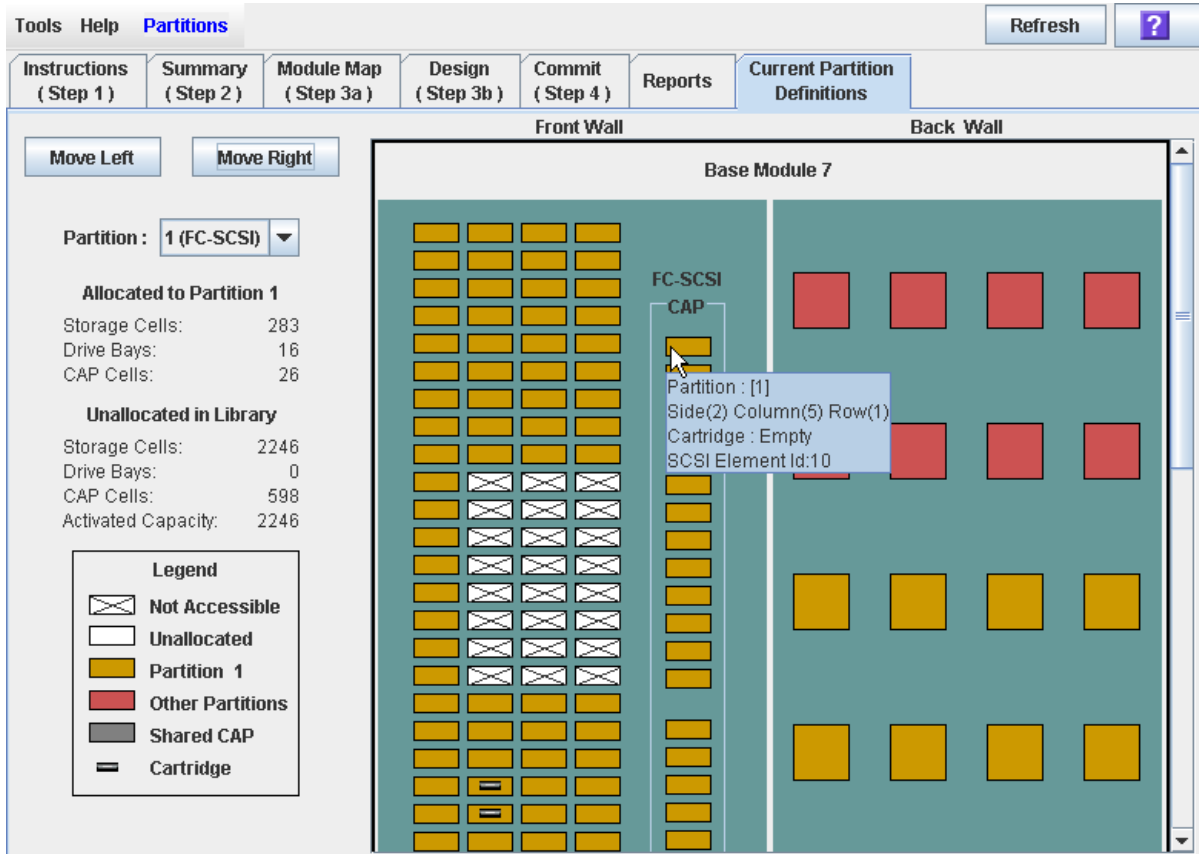 Tools Help Partitions
Refresh ?
Instructions
( Step 1 )
Summary
( Step 2 )
Module Map
( Step 3a )
Design
( Step 3b )
Commit
( Step 4 )
Reports
Current Partition
Definitions
Move Left Move Right
Partition : 1 (FC-SCSI)
Allocated to Partition 1
Storage Cells: 283
Drive Bays: 16
CAP Cells: 26
Unallocated in Library
Storage Cells: 2246
Drive Bays: 0
CAP Cells: 598
Activated Capacity: 2246
Legend
Not Accessible
Unallocated
Partition 1
Other Partitions
Shared CAP
Cartridge
Front Wall Back Wall
Base Module 7
FC-SCSI
CAP
Partition : [1]
Side(2) Column(5) Row(1)
Cartridge : Empty
SCSI Element Id:10